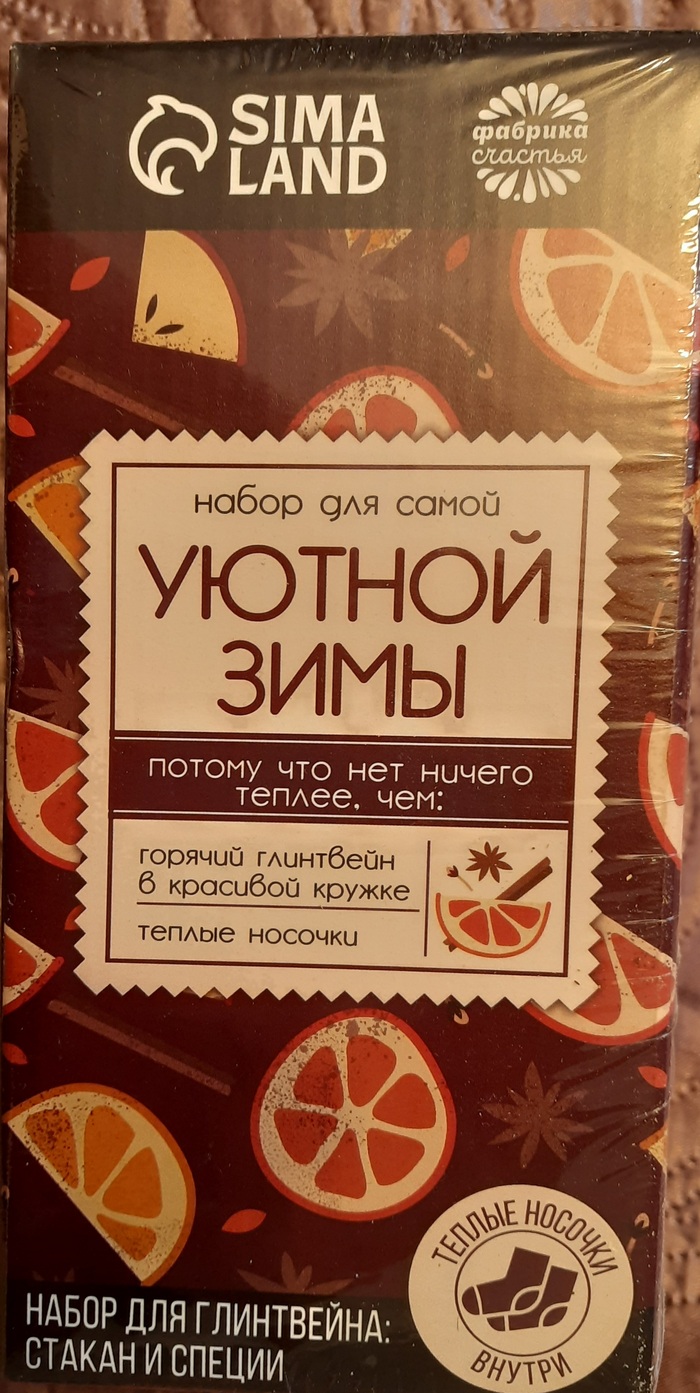 SIMA
LAND
фабрика
счастья
набор для самой
УЮТНОЙ
ЗИМЫ
потому что нет ничего
теплее, чем:
горячий глинтвейн
в красивой кружке
теплые носочки
ТЕПЛЫЕ НОСОЧКИ
ВНУТРИ
НАБОР ДЛЯ ГЛИНТВЕЙНА:
СТАКАН И СПЕЦИИ